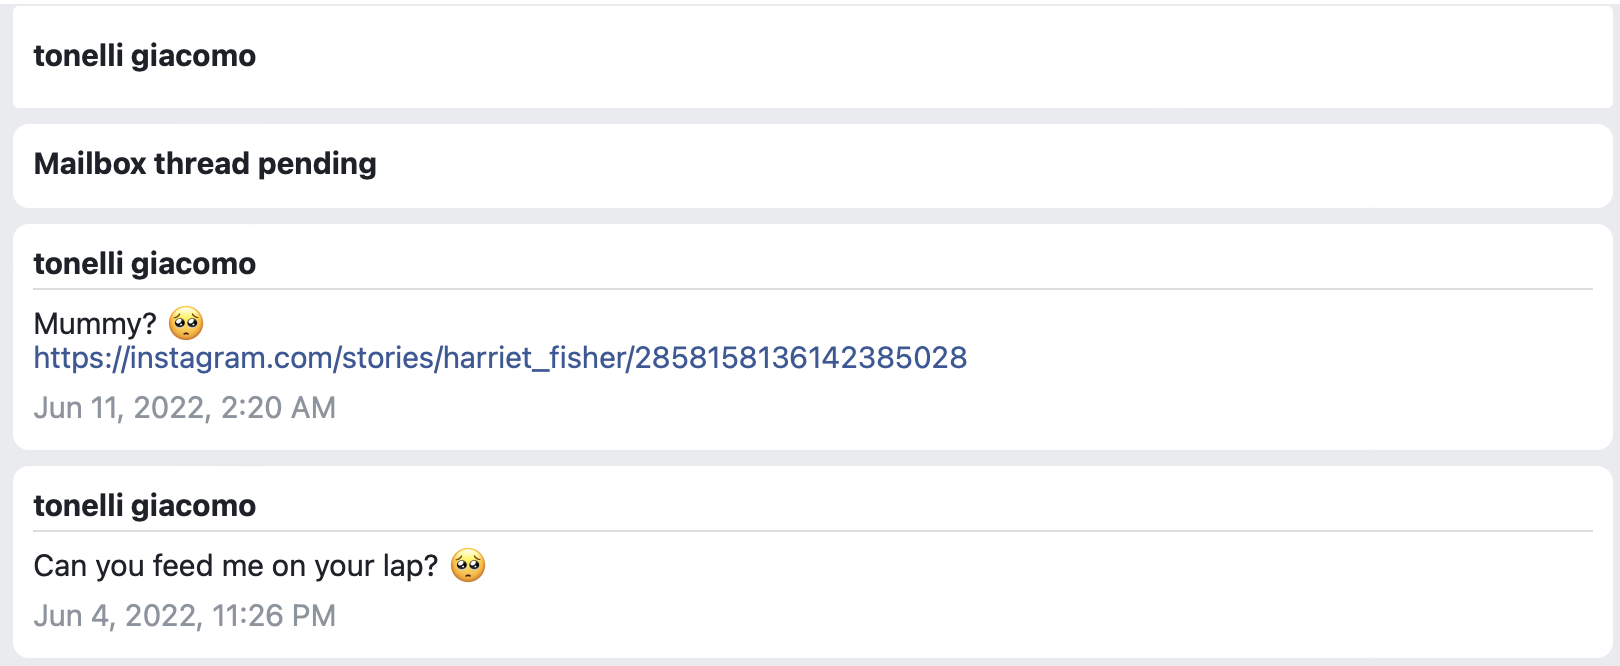 tonelli giacomo
Mailbox thread pending
tonelli giacomo
Mummy? 🥺
https://instagram.com/stories/harriet_fisher/2858158136142385028
Jun 11, 2022, 2:20 AM
tonelli giacomo
Can you feed me on your lap? 🥺
Jun 4, 2022, 11:26 PM